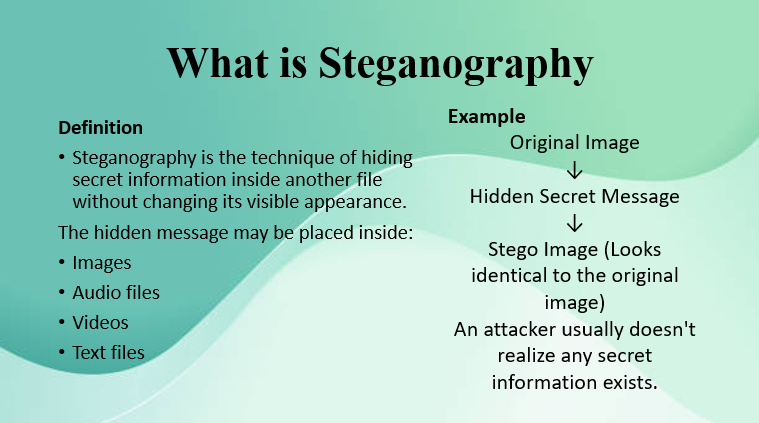 What is Steganography
Definition
• Steganography is the technique of hiding
secret information inside another file
without changing its visible appearance.
The hidden message may be placed inside:
• Images
• Audio files
• Videos
• Text files
Example
Original Image
↓
Hidden Secret Message
↓
Stego Image (Looks
identical to the original
image)
An attacker usually doesn't
realize any secret
information exists.